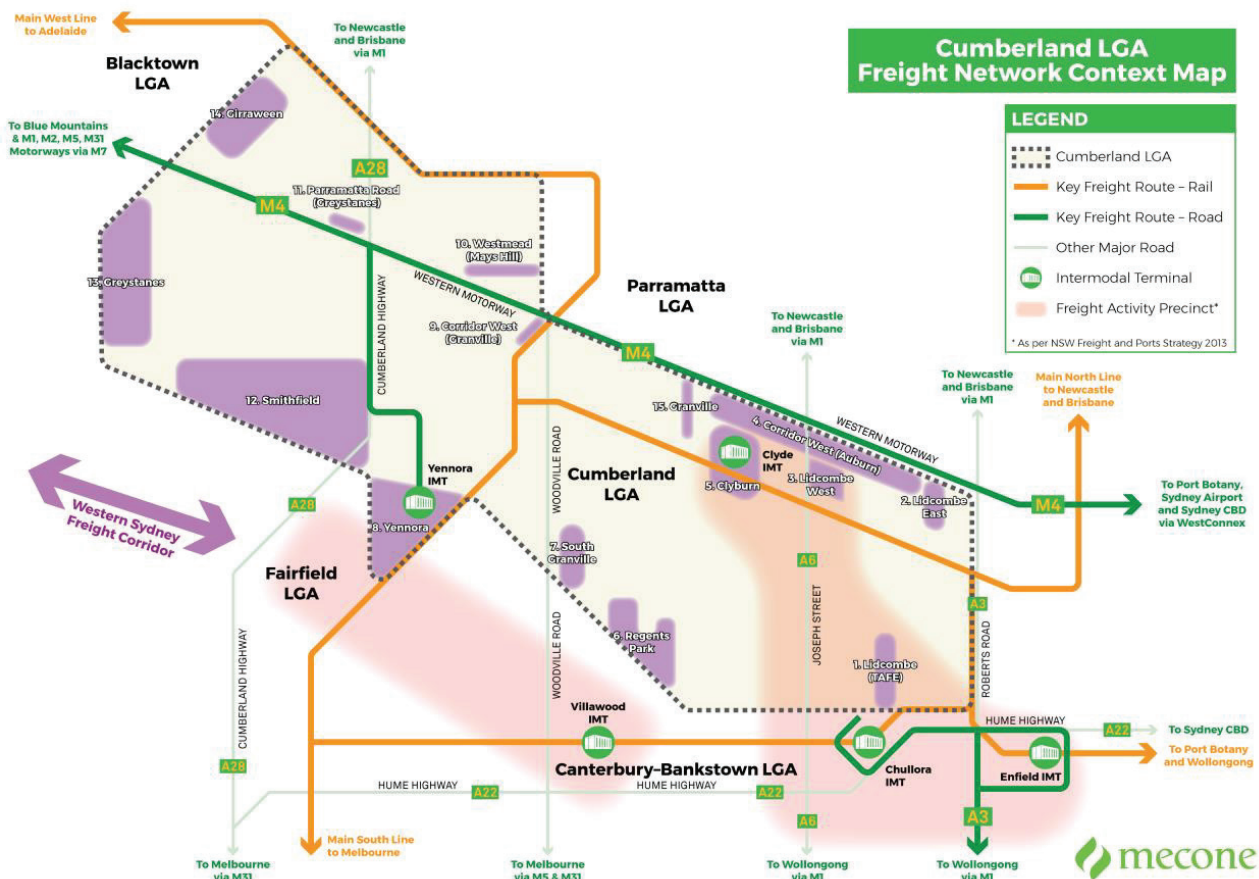 Main West Line
to Adelaide
Blacktown
LGA
To Newcastle
and Brisbane
via M1
Cumberland LGA
Freight Network Context Map
LEGEND
Cumberland LGA
Key Freight Route – Rail
Key Freight Route – Road
Other Major Road
Intermodal Terminal
Freight Activity Precinct*
* As per NSW Freight and Ports Strategy 2013
To Blue Mountains
& M1, M2, M5, M31
Motorways via M7
14. Girraween
A28
M4
11. Parramatta Road
(Greystanes)
10. Westmead
(Mays Hill)
13. Greystanes
WESTERN MOTORWAY
CUMBERLAND HIGHWAY
9. Corridor West
(Granville)
Parramatta
LGA
M4
To Newcastle
and Brisbane
via M1
To Newcastle
and Brisbane
via M1
Main North Line
to Newcastle
and Brisbane
12. Smithfield
15. Granville
4. Corridor West (Auburn)
WESTERN MOTORWAY
Clyde
IMT
5. Clyburn
3. Lidcombe
West
2. Lidcombe
East
M4
To Port Botany,
Sydney Airport
and Sydney CBD
via WestConnex
Yennora
IMT
8. Yennora
WOODVILLE ROAD
Cumberland
LGA
Western Sydney
Freight Corridor
A28
Fairfield
LGA
7. South
Granville
A6
JOSEPH STREET
A3
ROBERTS ROAD
6. Regents
Park
1. Lidcombe
(TAFE)
CUMBERLAND HIGHWAY
WOODVILLE ROAD
Villawood
IMT
HUME HIGHWAY
A22
To Sydney CBD
To Port Botany
and Wollongong
A28
Canterbury–Bankstown LGA
Chullora
IMT
Enfield IMT
HUME HIGHWAY
A22
HUME HIGHWAY
A22
A6
A3
Main South Line
to Melbourne
To Melbourne
via M31
To Melbourne
via M5 & M31
To Wollongong
via M1
To Wollongong
via M1
mecone